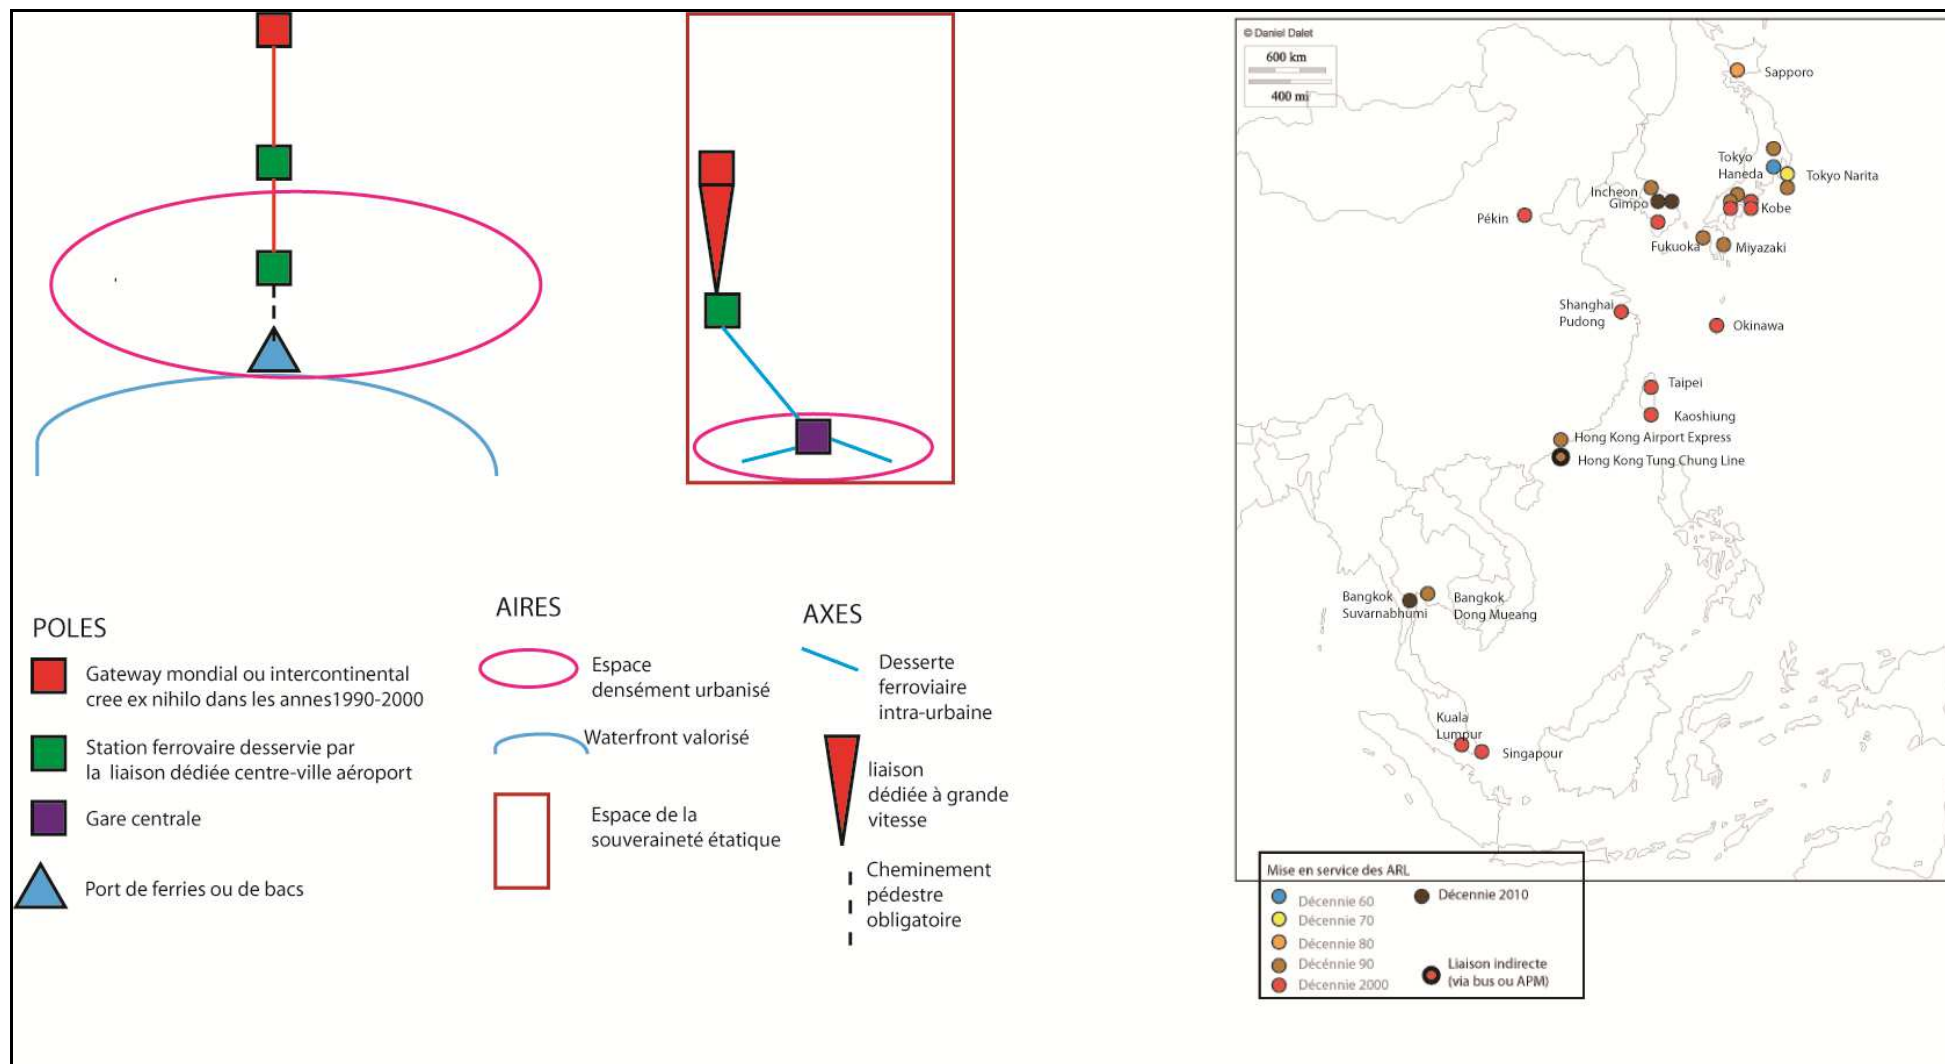 POLES
Gateway mondial ou intercontinental
cree ex nihilo dans les annes1990-2000
Station ferrovaire desservie par
la liaison dédiée centre-ville aéroport
Gare centrale
Port de ferries ou de bacs
AIRES
Espace
densément urbanisé
Waterfront valorisé
Espace de la
souveraineté étatique
AXES
Desserte
ferroviaire
intra-urbaine
liaison
dédiée à grande
vitesse
Cheminement
pédestre
obligatoire
© Daniel Dalet
600 km
400 mi
Sapporo
Tokyo
Haneda
Tokyo Narita
Incheon
Gimpo
Kobe
Pékin
Fukuoka
Miyazaki
Shanghai
Pudong
Okinawa
Taipei
Kaoshiung
Hong Kong Airport Express
Hong Kong Tung Chung Line
Bangkok
Suvarnabhumi
Bangkok
Dong Mueang
Kuala
Lumpur
Singapour
Mise en service des ARL
Décennie 60
Décennie 70
Décennie 80
Décénnie 90
Décennie 2000
Décennie 2010
Liaison indirecte
(via bus ou APM)